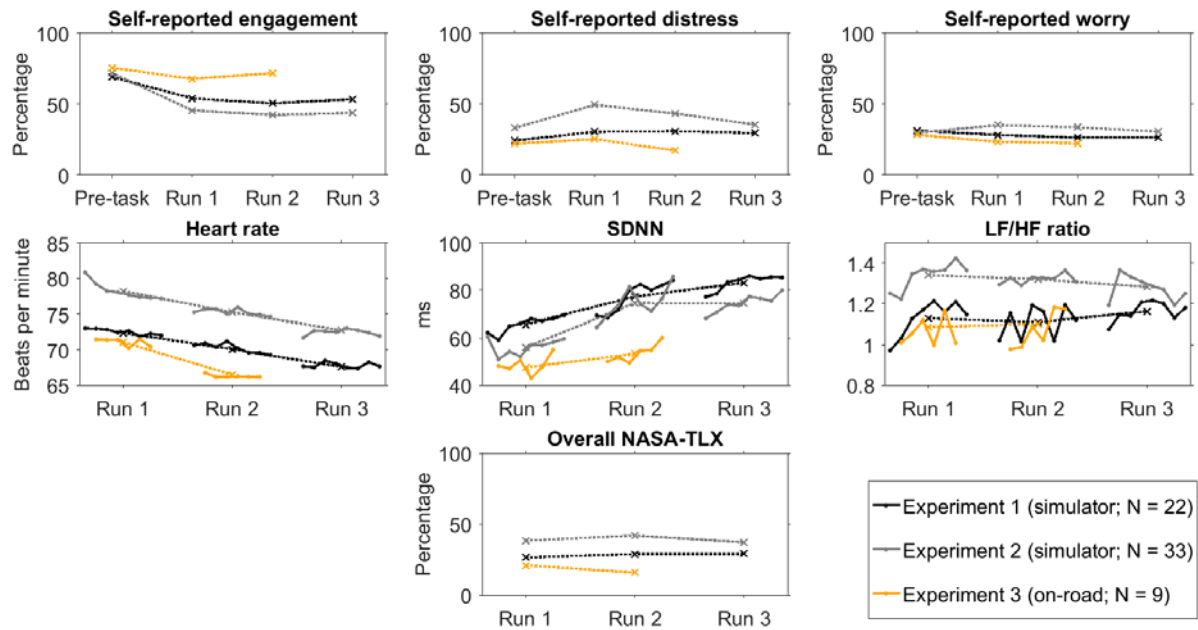 Self-reported engagement
Percentage
100
50
0
Pre-task Run 1 Run 2 Run 3
Self-reported distress
Percentage
100
50
0
Pre-task Run 1 Run 2 Run 3
Self-reported worry
Percentage
100
50
0
Pre-task Run 1 Run 2 Run 3
Heart rate
Beats per minute
85
80
75
70
65
Run 1 Run 2 Run 3
SDNN
ms
100
80
60
40
Run 1 Run 2 Run 3
LF/HF ratio
1.4
1.2
1
0.8
Run 1 Run 2 Run 3
Overall NASA-TLX
Percentage
100
50
0
Run 1 Run 2 Run 3
Experiment 1 (simulator; N = 22)
Experiment 2 (simulator; N = 33)
Experiment 3 (on-road; N = 9)